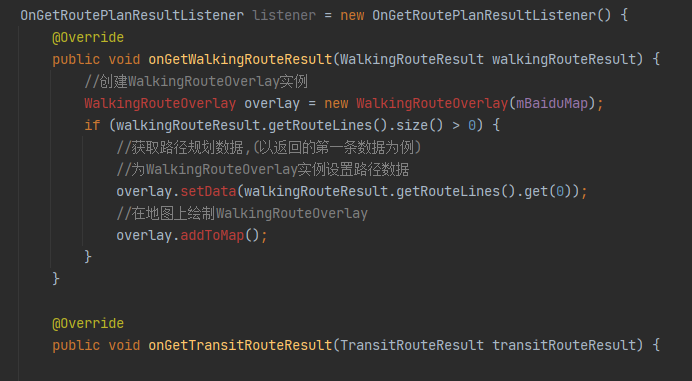 OnGetRoutePlanResultListener listener = new OnGetRoutePlanResultListener() {
@Override
public void onGetWalkingRouteResult(WalkingRouteResult walkingRouteResult) {
//创建WalkingRouteOverlay实例
WalkingRouteOverlay overlay = new WalkingRouteOverlay(mBaiduMap);
if (walkingRouteResult.getRouteLines().size() > 0) {
//获取路径规划数据,(以返回的第一条数据为例)
//为WalkingRouteOverlay实例设置路径数据
overlay.setData(walkingRouteResult.getRouteLines().get(0));
//在地图上绘制WalkingRouteOverlay
overlay.addToMap();
}
}
@Override
public void onGetTransitRouteResult(TransitRouteResult transitRouteResult) {